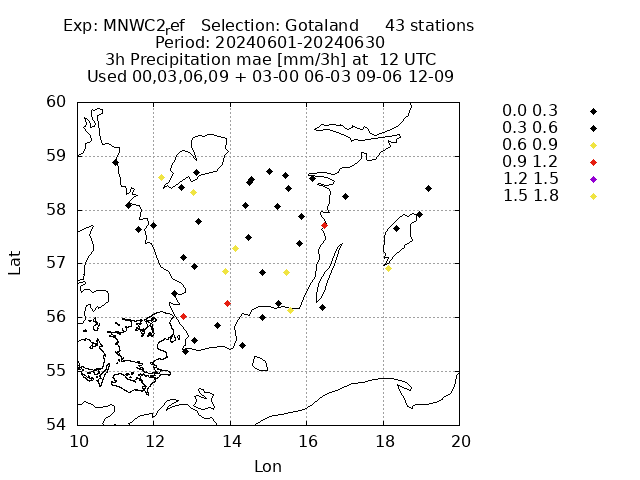 Exp: MNWC2ref   Selection: Gotaland     43 stations
Period: 20240601-20240630
3h Precipitation mae [mm/3h] at  12 UTC
Used 00,03,06,09 + 03-00 06-03 09-06 12-09
60
59
58
57
56
55
54
Lat
10 12 14 16 18 20
Lon
0.0 0.3
0.3 0.6
0.6 0.9
0.9 1.2
1.2 1.5
1.5 1.8